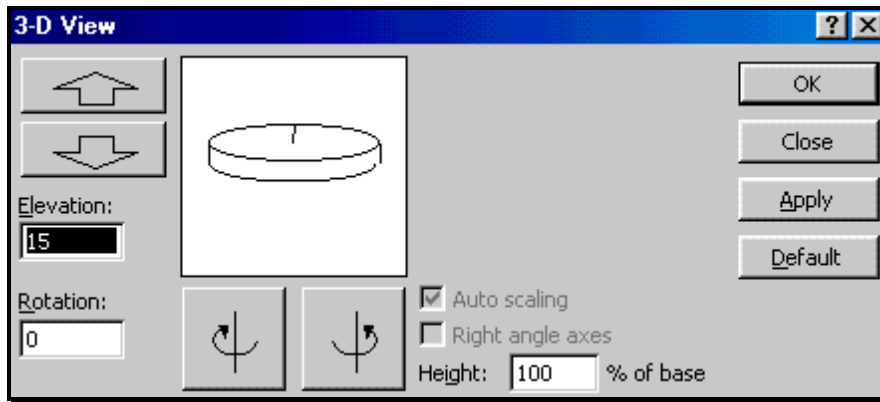 3-D View
OK
Close
Apply
Default
Elevation:
15
Rotation:
0
Auto scaling
Right angle axes
Height: 100 % of base